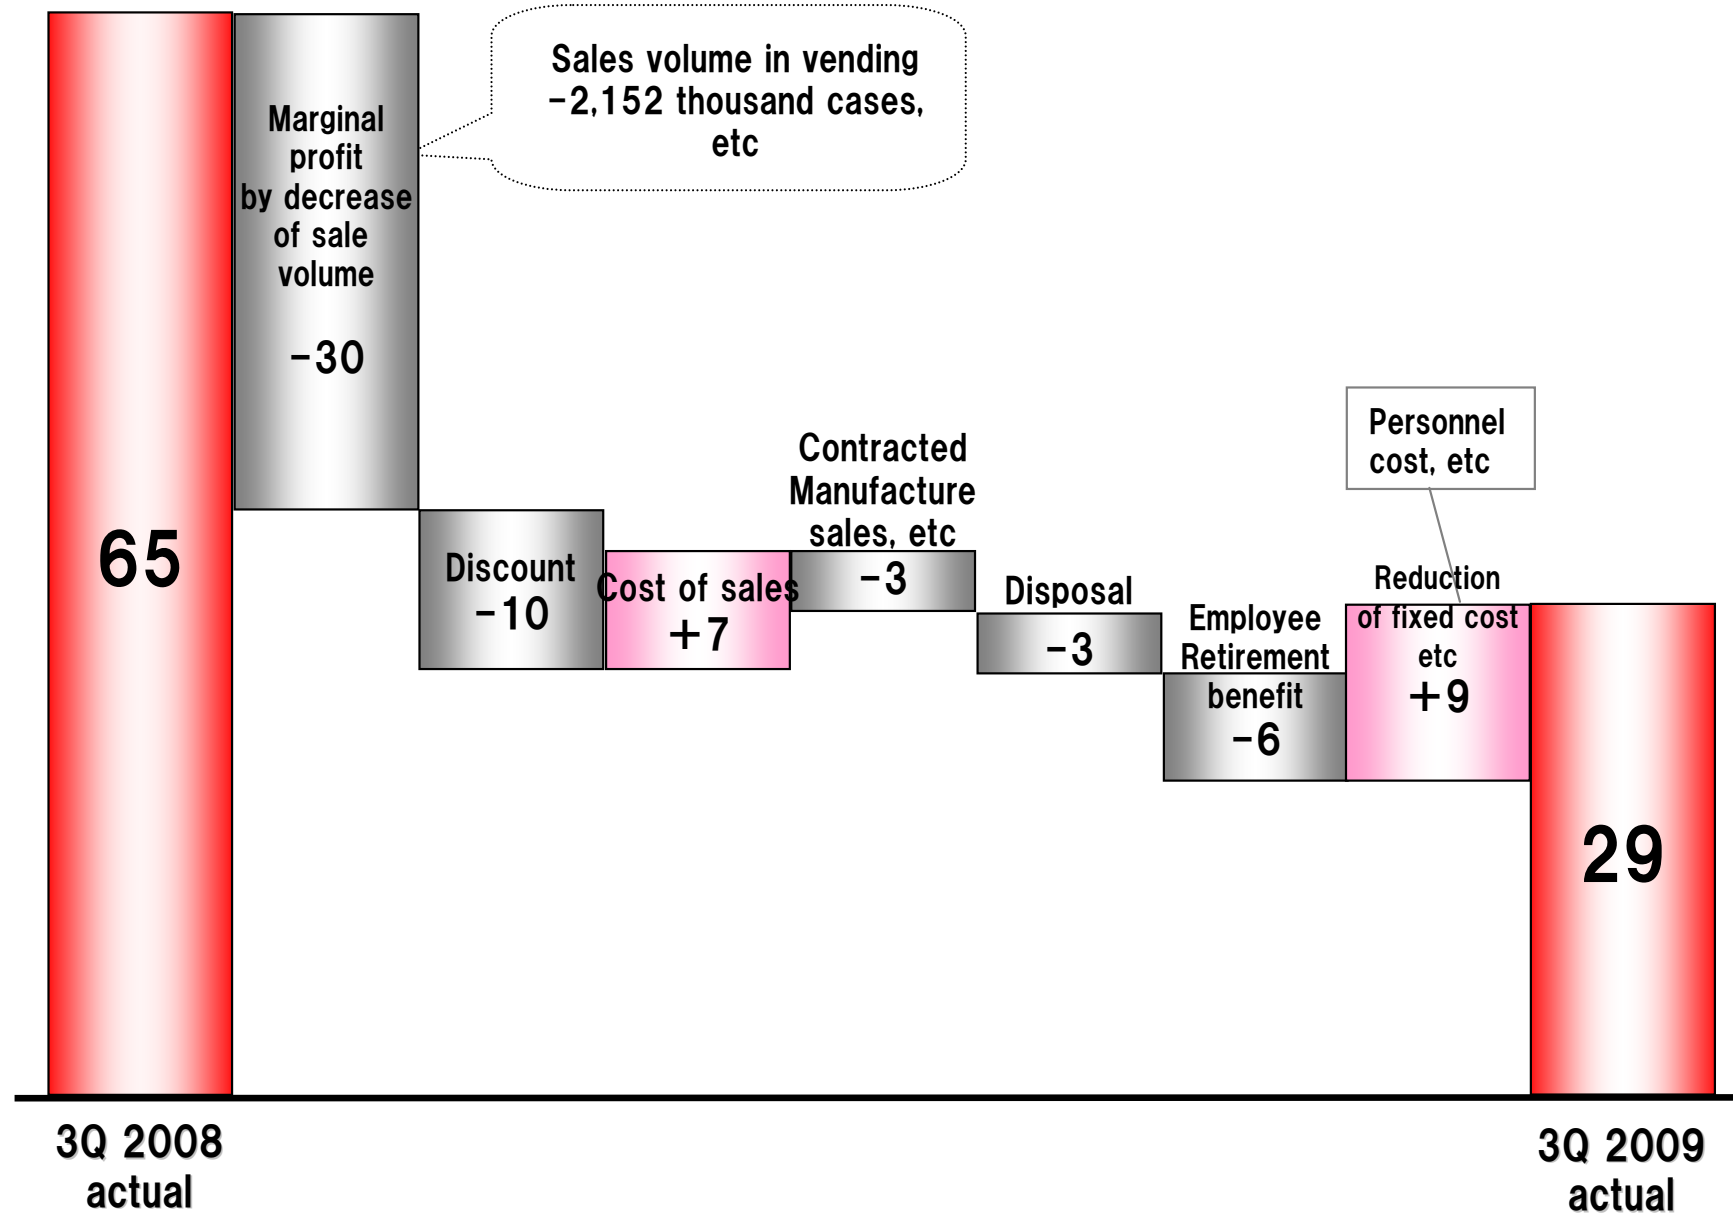 Sales volume in vending
-2,152 thousand cases,
etc
Marginal
profit
by decrease
of sale
volume
-30
65
Discount
-10
Cost of sales
+7
Contracted
Manufacture
sales, etc
-3
Disposal
-3
Employee
Retirement
benefit
-6
Personnel
cost, etc
Reduction
of fixed cost
etc
+9
29
3Q 2008
actual
3Q 2009
actual